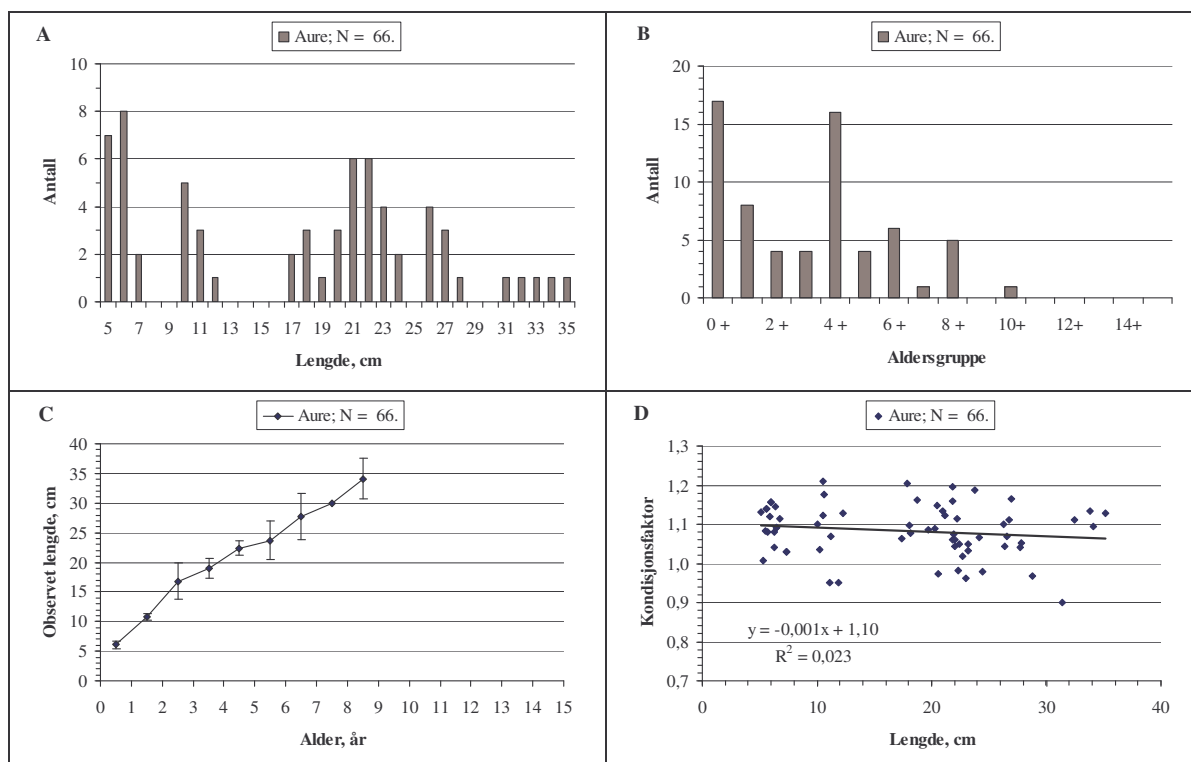 A
Aure; N = 66.
Antall
10
8
6
4
2
0
5 7 9 11 13 15 17 19 21 23 25 27 29 31 33 35
Lengde, cm
B
Aure; N = 66.
Antall
20
15
10
5
0
0 + 2 + 4 + 6 + 8 + 10+ 12+ 14+
Aldersgruppe
C
Aure; N = 66.
Observet lengde, cm
40
35
30
25
20
15
10
5
0
0 1 2 3 4 5 6 7 8 9 10 11 12 13 14 15
Alder, år
D
Aure; N = 66.
Kondisjonsfaktor
1,3
1,2
1,1
1,0
0,9
0,8
0,7
y = -0,001x + 1,10
R² = 0,023
0 10 20 30 40
Lengde, cm